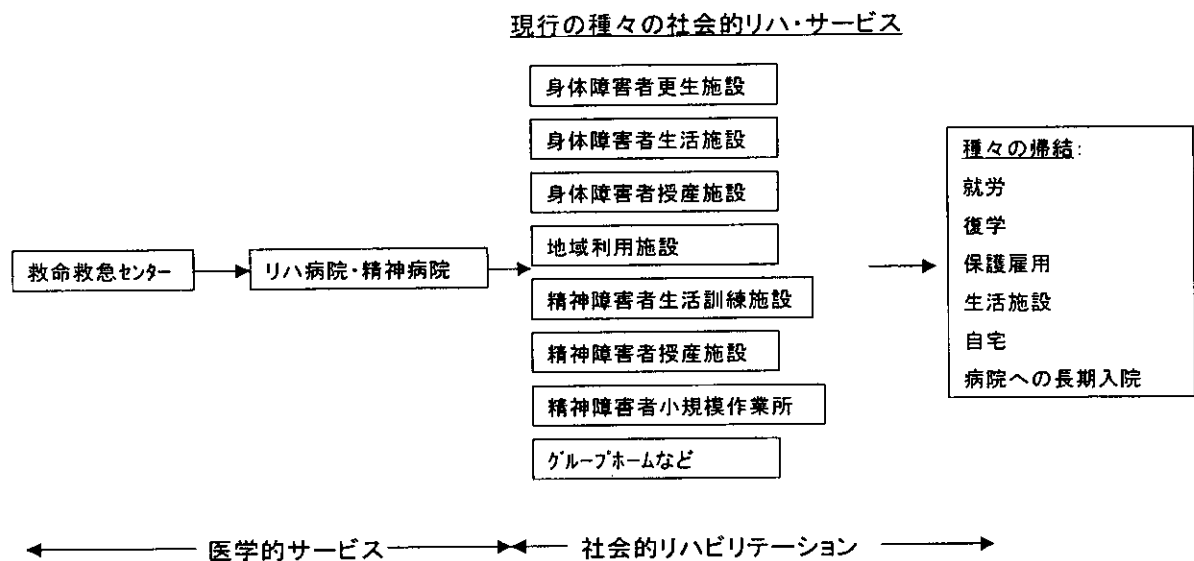 現行の種々の社会的リハ・サービス
救命救急センター
リハ病院・精神病院
身体障害者更生施設
身体障害者生活施設
身体障害者授産施設
地域利用施設
精神障害者生活訓練施設
精神障害者授産施設
精神障害者小規模作業所
グループホームなど
種々の帰結:
就労
復学
保護雇用
生活施設
自宅
病院への長期入院
医学的サービス
社会的リハビリテーション